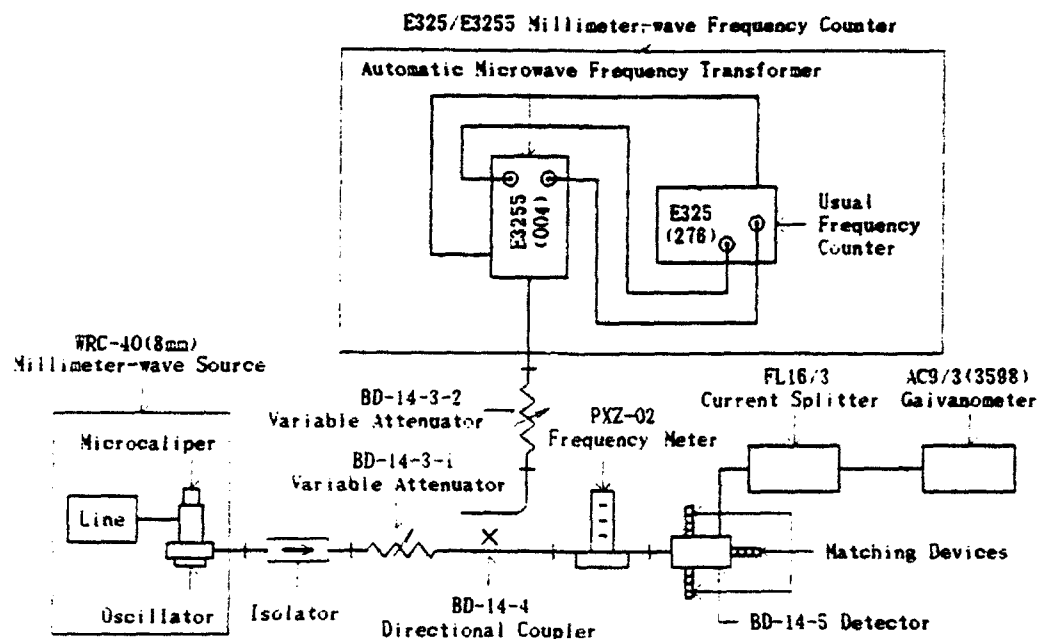 E325/E3255 Millimeter-wave Frequency Counter
Automatic Microwave Frequency Transformer
E3255
(004)
E325
(276)
Usual
Frequency
Counter
WRC-40(8mm)
Millimeter-wave Source
Microcaliper
Line
Oscillator
Isolator
BD-14-3-2
Variable Attenuator
BD-14-3-1
Variable Attenuator
BD-14-4
Directional Coupler
PXZ-02
Frequency Meter
FL16/3
Current Splitter
AC9/3(3598)
Galvanometer
Matching Devices
BD-14-5 Detector